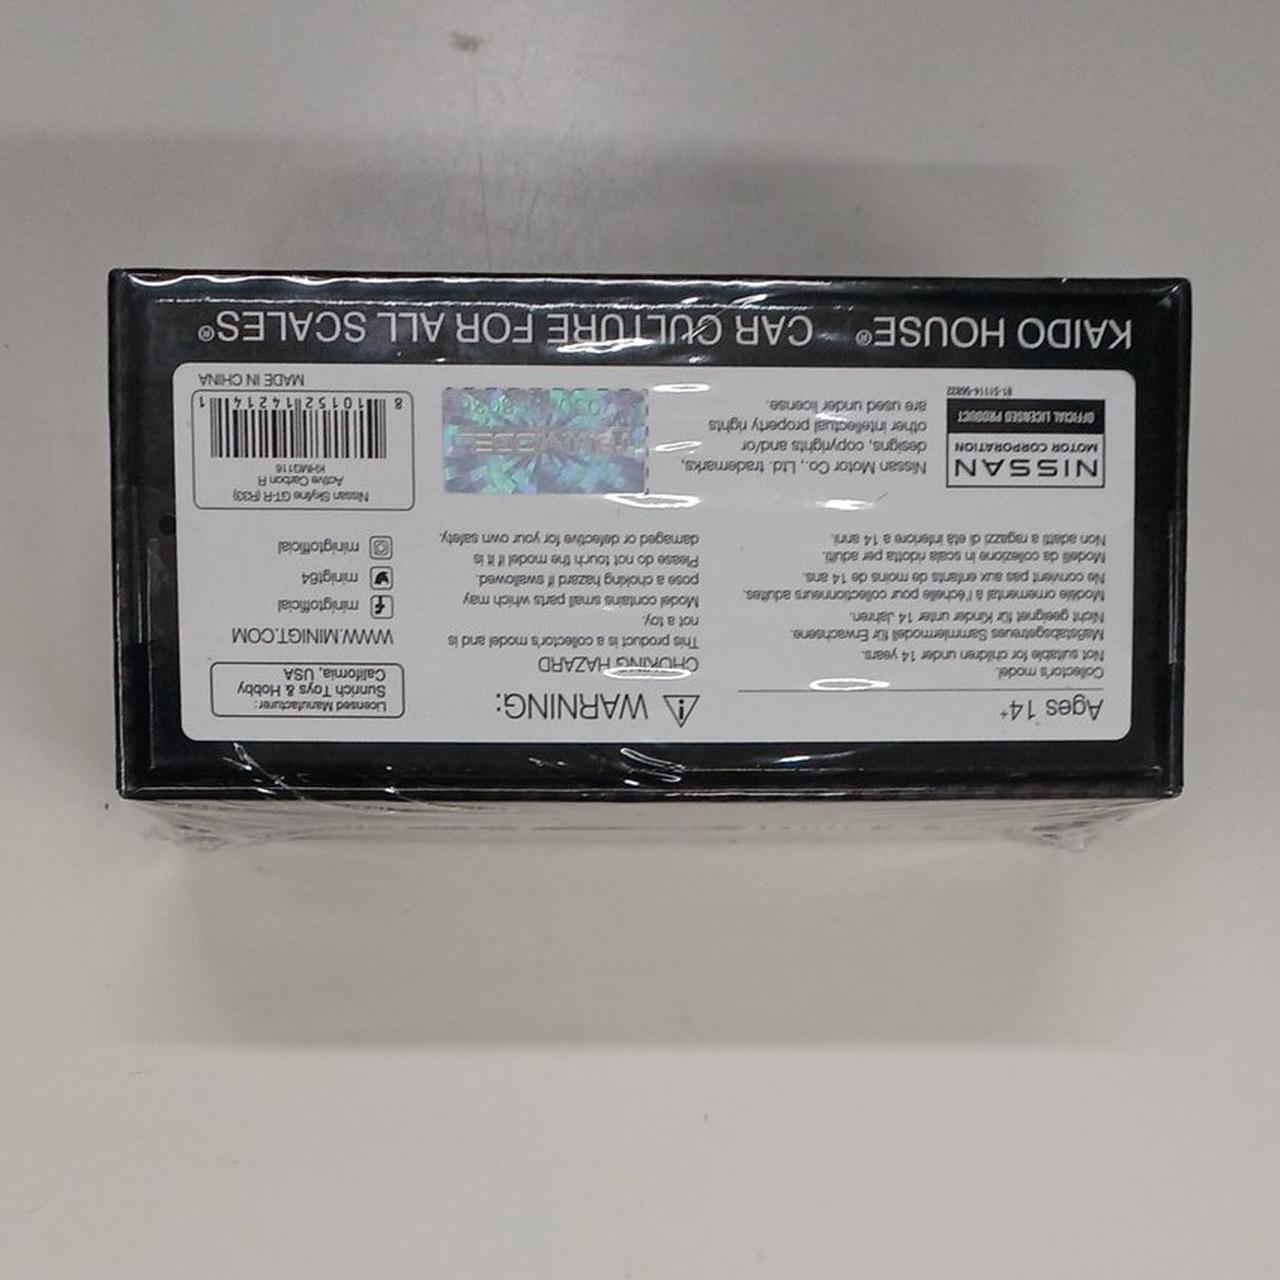 Ages 14+
Collector's model.
Not suitable for children under 14 years.
Maßstabsgetreues Sammlermodell für Erwachsene.
Nicht geeignet für Kinder unter 14 Jahren.
Modèle ornemental à l'échelle pour collectionneurs adultes.
Ne convient pas aux enfants de moins de 14 ans.
Modelli da collezione in scala ridotta per adulti.
Non adatti a ragazzi di età inferiore a 14 anni.
NISSAN
MOTOR CORPORATION
OFFICIAL LICENSED PRODUCT
Nissan Motor Co., Ltd. trademarks,
designs, copyrights, and/or
other intellectual property rights
are used under license.
WARNING:
CHOKING HAZARD
This product is a collector's model and is
not a toy.
Model contains small parts which may
pose a choking hazard if swallowed.
Please do not touch the model if it is
damaged or defective for your own safety.
Licensed Manufacturer:
Sunrich Toys & Hobby
California, USA
WWW.MINIGT.COM
minigtofficial
minigt64
minigtofficial
Nissan Skyline GT-R (R33)
Active Carbon R
KHMG116
8 10152 14214 1
MADE IN CHINA
KAIDO HOUSE® CAR CULTURE FOR ALL SCALES®